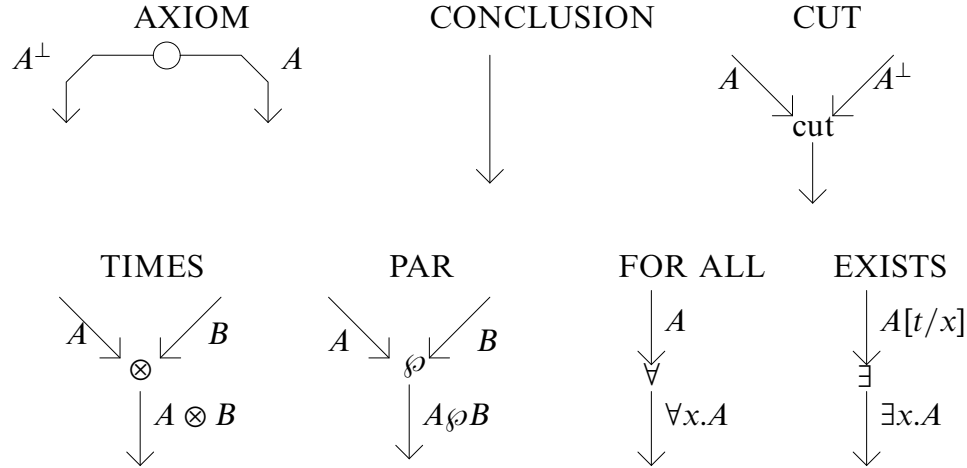 AXIOM CONCLUSION CUT
A⊥ A A A⊥
cut
TIMES PAR FOR ALL EXISTS
A B A B A A[t/x]
⊗ ℘ ∀ ∃
A ⊗ B A℘B ∀x.A ∃x.A